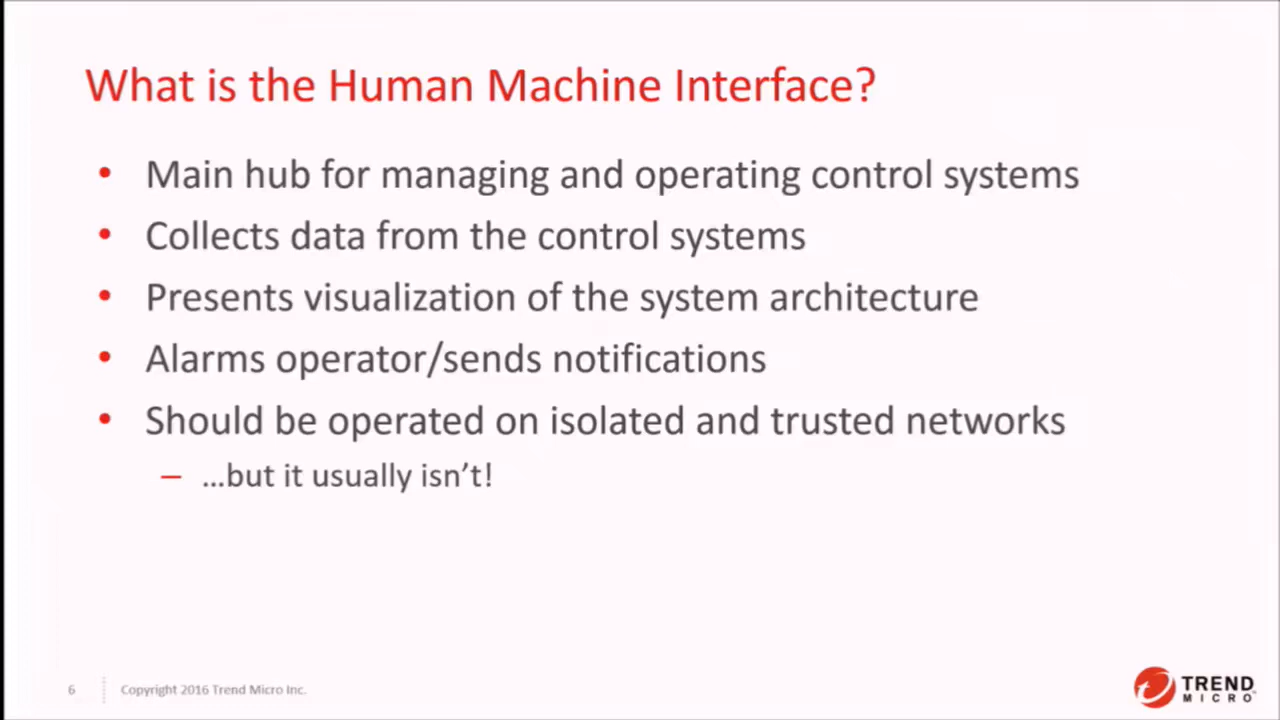 What is the Human Machine Interface?
• Main hub for managing and operating control systems
• Collects data from the control systems
• Presents visualization of the system architecture
• Alarms operator/sends notifications
• Should be operated on isolated and trusted networks
– …but it usually isn’t!
6
Copyright 2016 Trend Micro Inc.
TREND
MICRO™